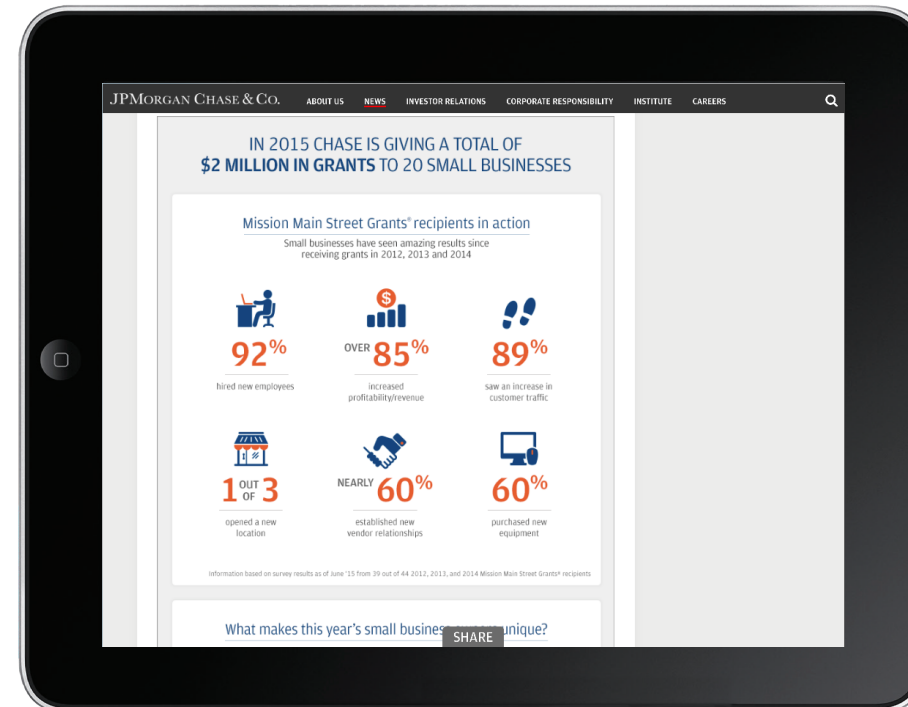 JPMORGAN CHASE & CO.
ABOUT US
NEWS
INVESTOR RELATIONS
CORPORATE RESPONSIBILITY
INSTITUTE
CAREERS
IN 2015 CHASE IS GIVING A TOTAL OF
$2 MILLION IN GRANTS TO 20 SMALL BUSINESSES
Mission Main Street Grants® recipients in action
Small businesses have seen amazing results since
receiving grants in 2012, 2013 and 2014
92%
hired new employees
OVER 85%
increased
profitability/revenue
89%
saw an increase in
customer traffic
1 OUT OF 3
opened a new
location
NEARLY 60%
established new
vendor relationships
60%
purchased new
equipment
Information based on survey results as of June '15 from 39 out of 44 2012, 2013, and 2014 Mission Main Street Grants® recipients
What makes this year's small business unique?
SHARE